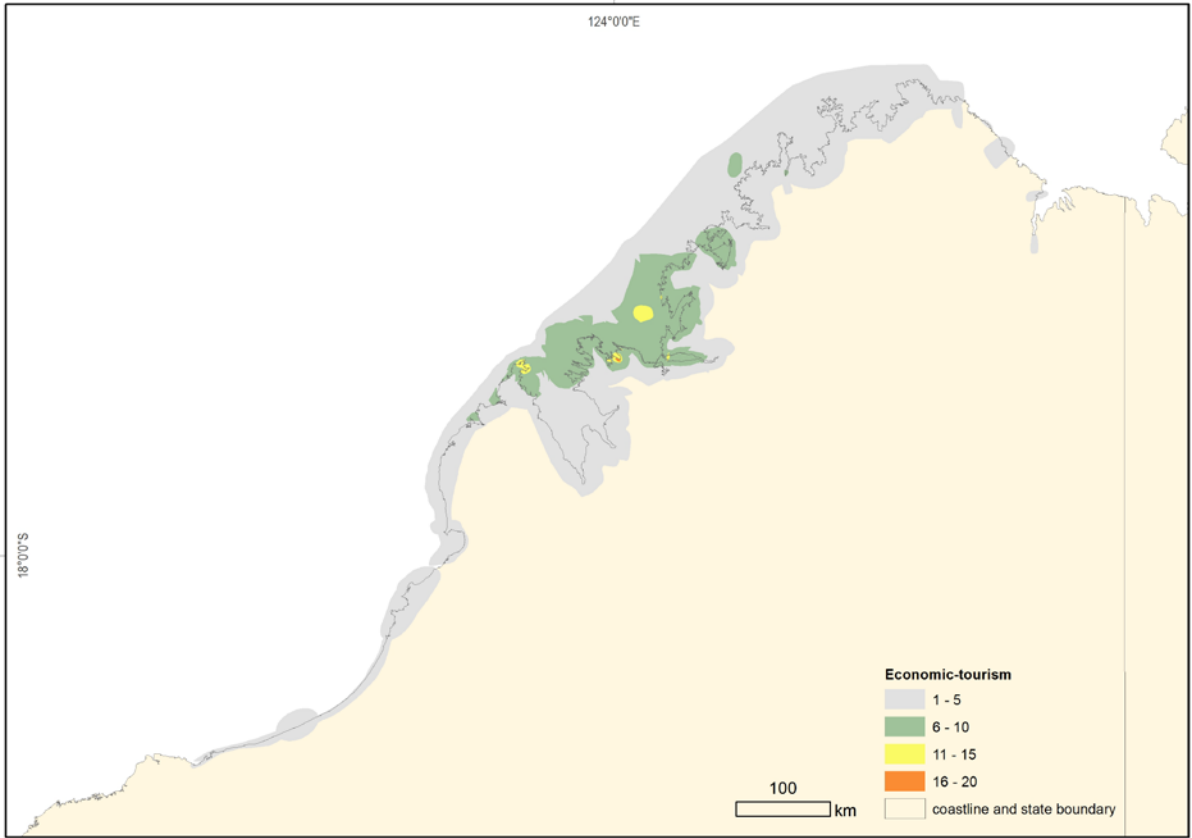 124°0'0"E
18°0'0"S
Economic-tourism
1 - 5
6 - 10
11 - 15
16 - 20
coastline and state boundary
100
km